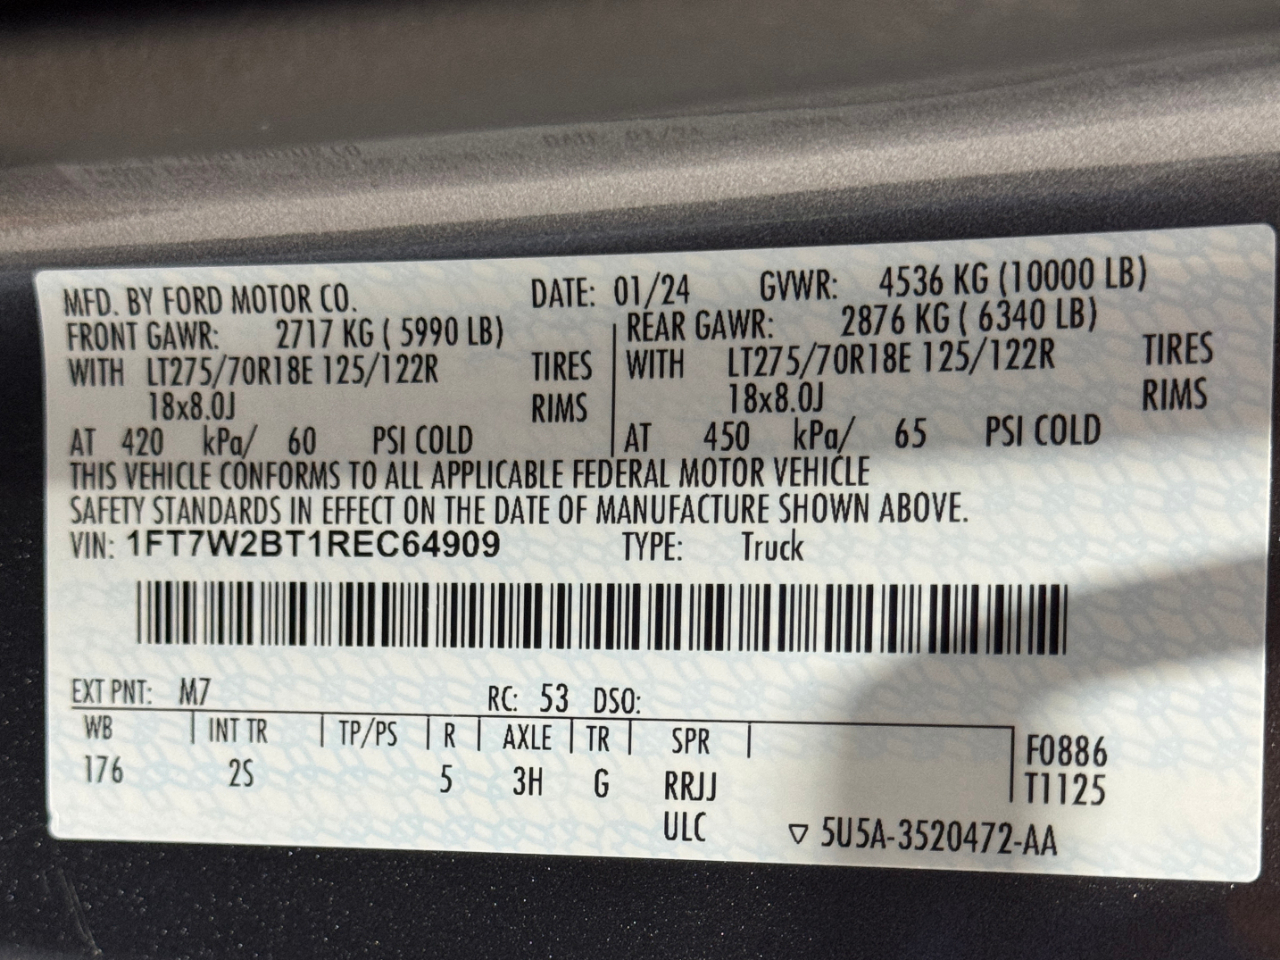 MFD. BY FORD MOTOR CO. DATE: 01/24 GVWR: 4536 KG (10000 LB)
FRONT GAWR: 2717 KG ( 5990 LB) REAR GAWR: 2876 KG ( 6340 LB)
WITH LT275/70R18E 125/122R TIRES WITH LT275/70R18E 125/122R TIRES
18x8.0J RIMS 18x8.0J RIMS
AT 420 kPa/ 60 PSI COLD AT 450 kPa/ 65 PSI COLD
THIS VEHICLE CONFORMS TO ALL APPLICABLE FEDERAL MOTOR VEHICLE
SAFETY STANDARDS IN EFFECT ON THE DATE OF MANUFACTURE SHOWN ABOVE.
VIN: 1FT7W2BT1REC64909 TYPE: Truck
EXT PNT: M7 RC: 53 DSO:
WB INT TR TP/PS R AXLE TR SPR F0886
176 2S 5 3H G RRJJ T1125
ULC ▽ 5U5A-3520472-AA